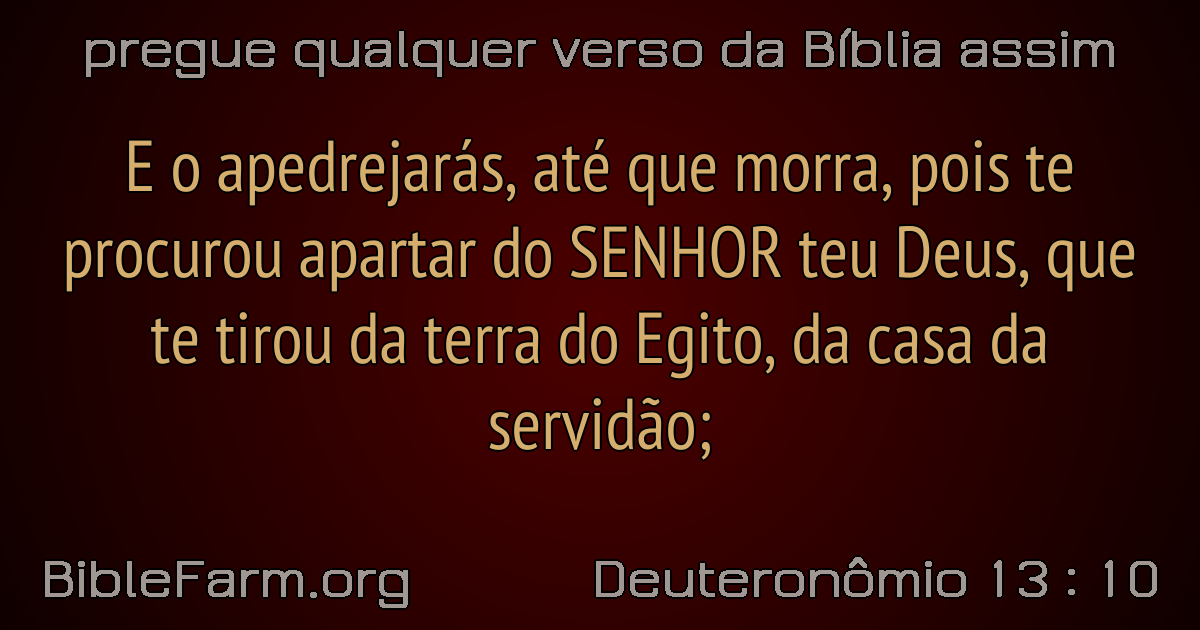 pregue qualquer verso da Bíblia assim
E o apedrejarás, até que morra, pois te
procurou apartar do SENHOR teu Deus, que
te tirou da terra do Egito, da casa da
servidão;
BibleFarm.org
Deuteronômio 13 : 10